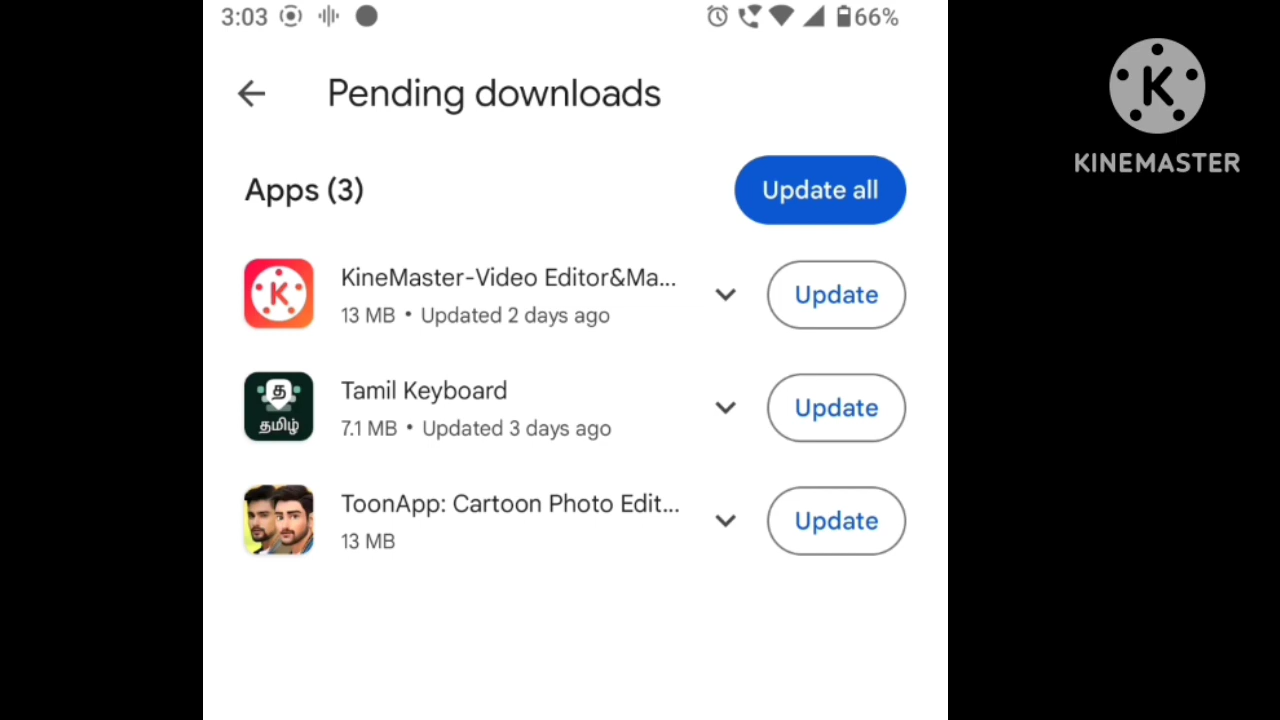 3:03 66%
K
KINEMASTER
Pending downloads
Apps (3) Update all
K
KineMaster-Video Editor&Ma...
13 MB • Updated 2 days ago
Update
த
தமிழ்
Tamil Keyboard
7.1 MB • Updated 3 days ago
Update
ToonApp: Cartoon Photo Edit...
13 MB
Update